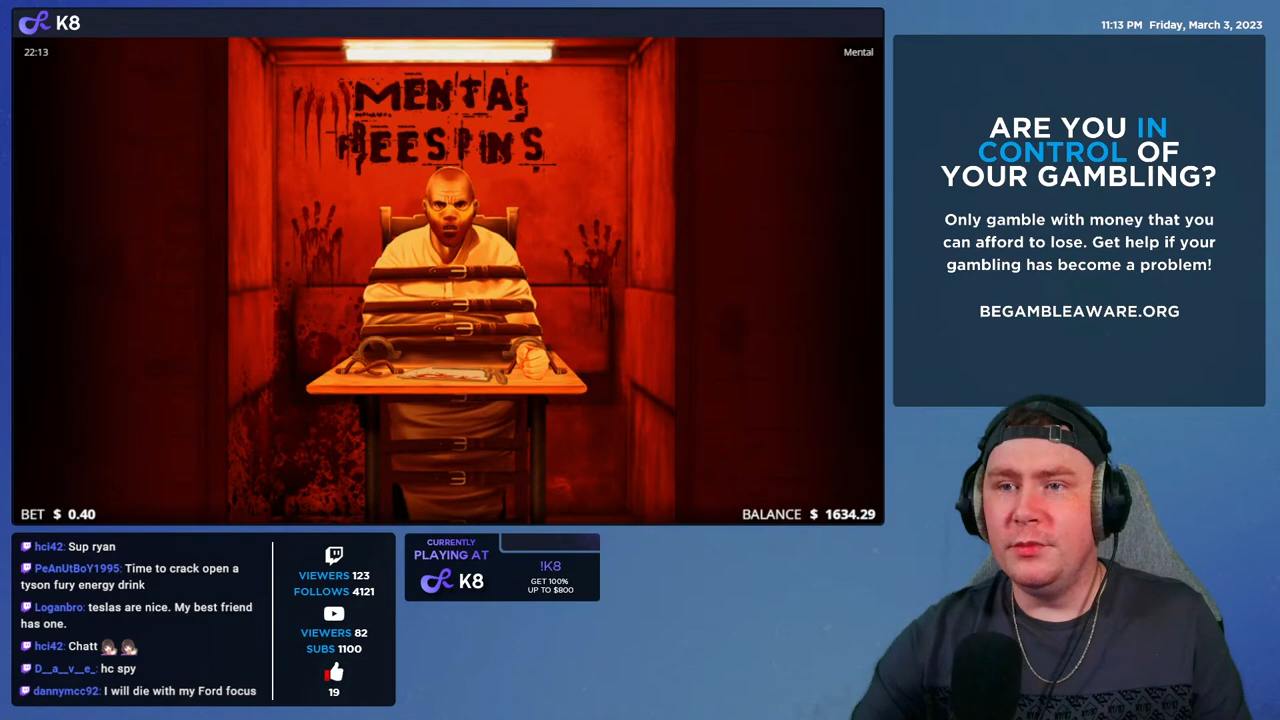 K8
11:13 PM Friday, March 3, 2023
22:13
Mental
MENTAL
FREESPINS
BET $ 0.40
BALANCE $ 1634.29
ARE YOU IN
CONTROL OF
YOUR GAMBLING?
Only gamble with money that you
can afford to lose. Get help if your
gambling has become a problem!
BEGAMBLEAWARE.ORG
hci42: Sup ryan
PeAnUtBoY1995: Time to crack open a
tyson fury energy drink
Loganbro: teslas are nice. My best friend
has one.
hci42: Chatt
D__a__v__e_: hc spy
dannymcc92: I will die with my Ford focus
VIEWERS 123
FOLLOWS 4121
VIEWERS 82
SUBS 1100
19
CURRENTLY
PLAYING AT
K8
!K8
GET 100%
UP TO $800